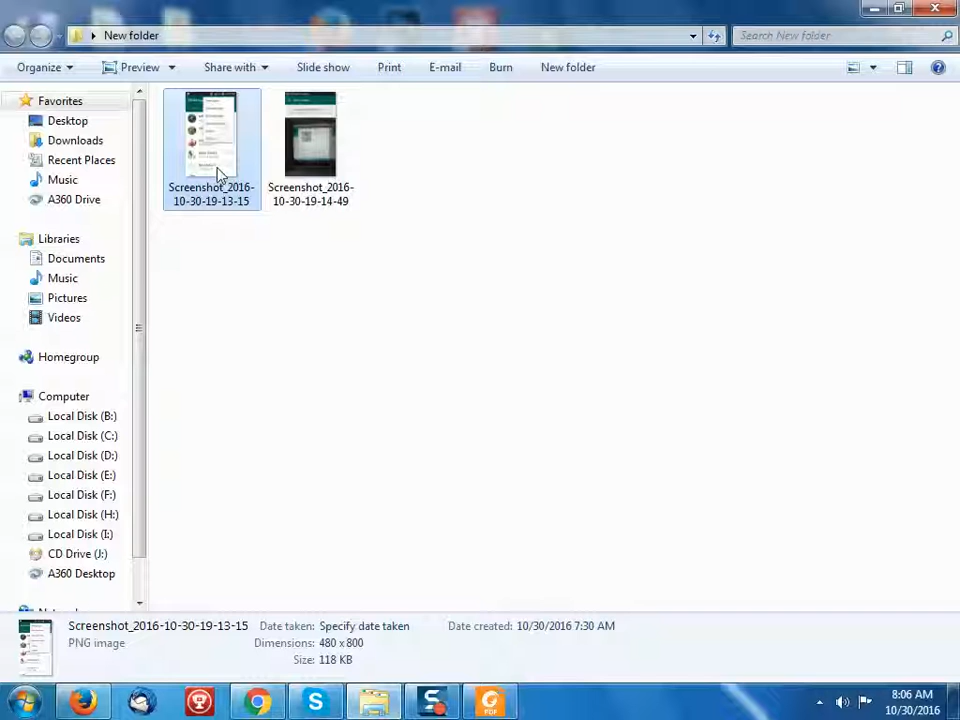 New folder
Search New folder
Organize Preview Share with Slide show Print E-mail Burn New folder
Favorites
Desktop
Downloads
Recent Places
Music
A360 Drive
Libraries
Documents
Music
Pictures
Videos
Homegroup
Computer
Local Disk (B:)
Local Disk (C:)
Local Disk (D:)
Local Disk (E:)
Local Disk (F:)
Local Disk (H:)
Local Disk (I:)
CD Drive (J:)
A360 Desktop
Screenshot_2016-
10-30-19-13-15
Screenshot_2016-
10-30-19-14-49
Screenshot_2016-10-30-19-13-15 Date taken: Specify date taken Date created: 10/30/2016 7:30 AM
PNG image Dimensions: 480 x 800
Size: 118 KB
PDF
8:06 AM
10/30/2016